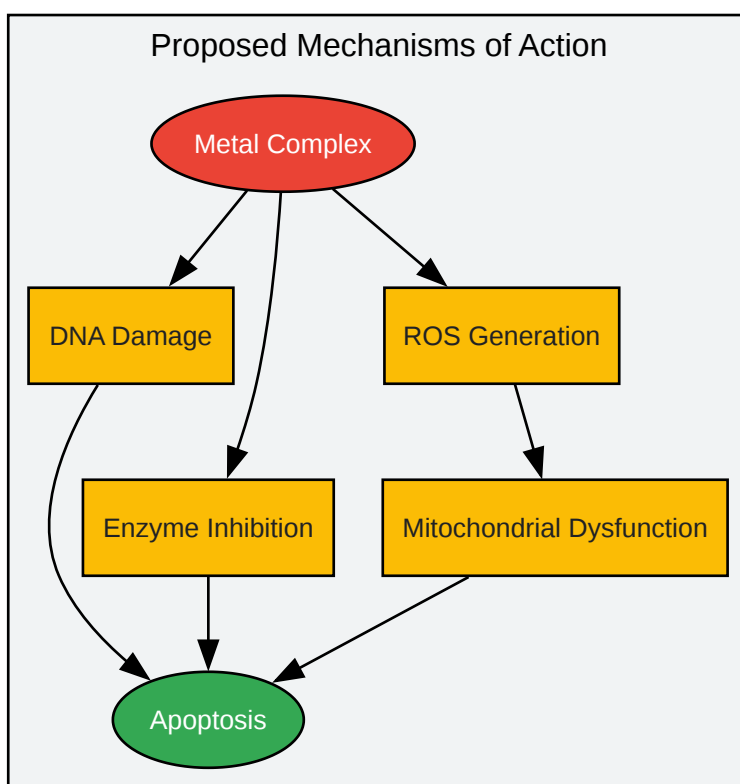 Proposed Mechanisms of Action
Metal Complex
DNA Damage
ROS Generation
Enzyme Inhibition
Mitochondrial Dysfunction
Apoptosis